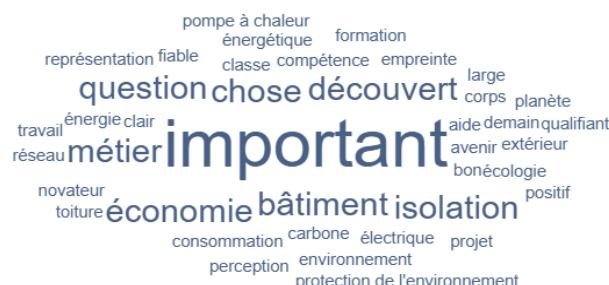 pompe à chaleur
énergétique formation
représentation fiable classe compétence empreinte
question chose découvert large
corps planète
travail énergie clair important aide demain qualifiant
réseau métier avenir extérieur
bon écologie
novateur positif
toiture économie bâtiment isolation
consommation carbone électrique projet
perception environnement
protection de l'environnement